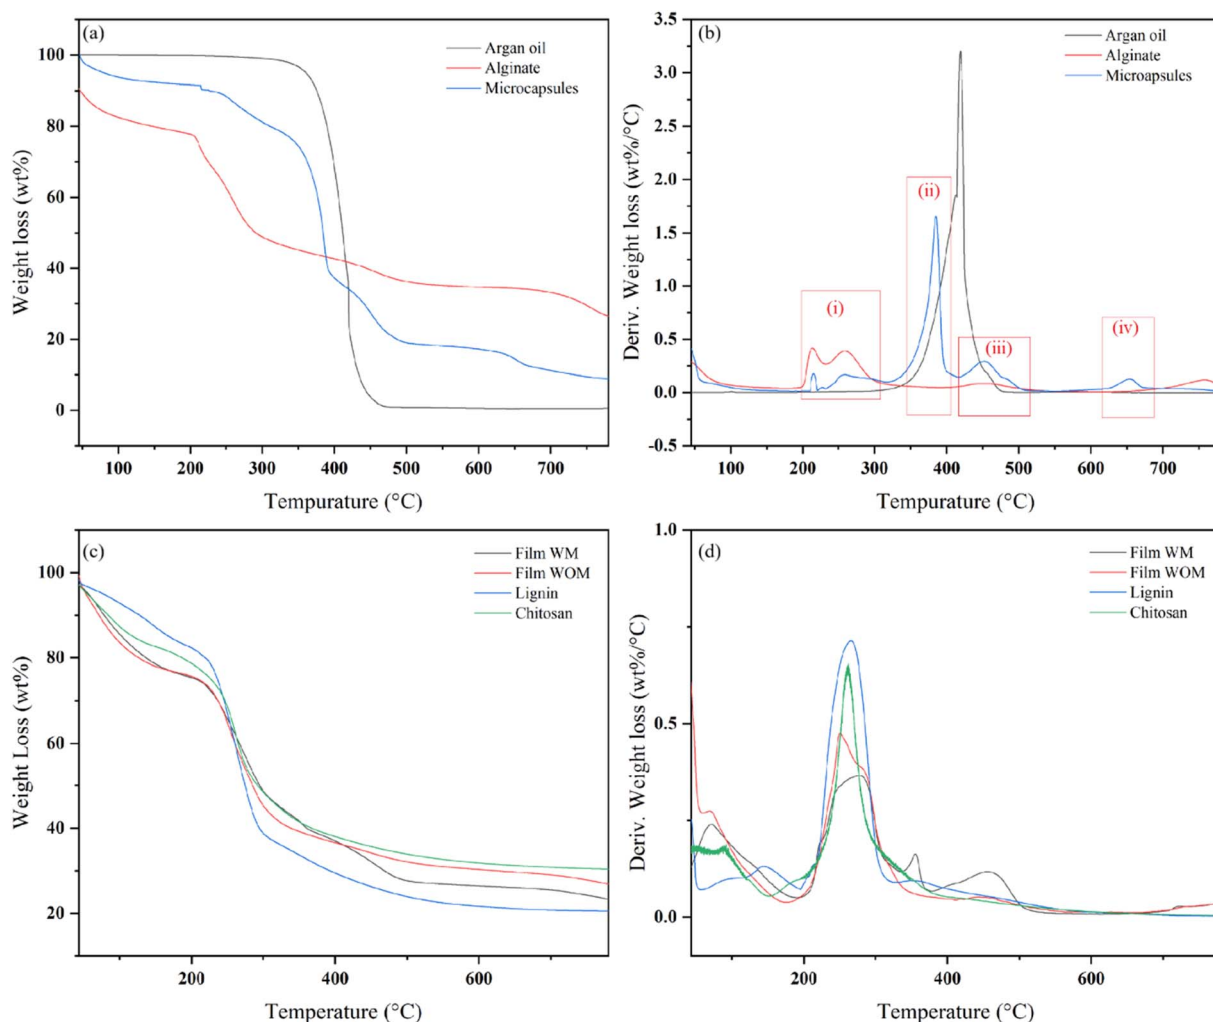 (a)
Argan oil
Alginate
Microcapsules
100
80
60
40
20
0
Weight loss (wt%)
100 200 300 400 500 600 700
Tempurature (°C)
(b)
Argan oil
Alginate
Microapsules
3.5
3.0
2.5
2.0
1.5
1.0
0.5
0.0
-0.5
Deriv. Weight loss (wt%/°C)
(i)
(ii)
(iii)
(iv)
100 200 300 400 500 600 700
Tempurature (°C)
(c)
Film WM
Film WOM
Lignin
Chitosan
100
80
60
40
20
Weight Loss (wt%)
200 400 600
Temperature (°C)
(d)
Film WM
Film WOM
Lignin
Chitosan
1.0
0.5
0.0
Deriv. Weight loss (wt%/°C)
200 400 600
Temperature (°C)